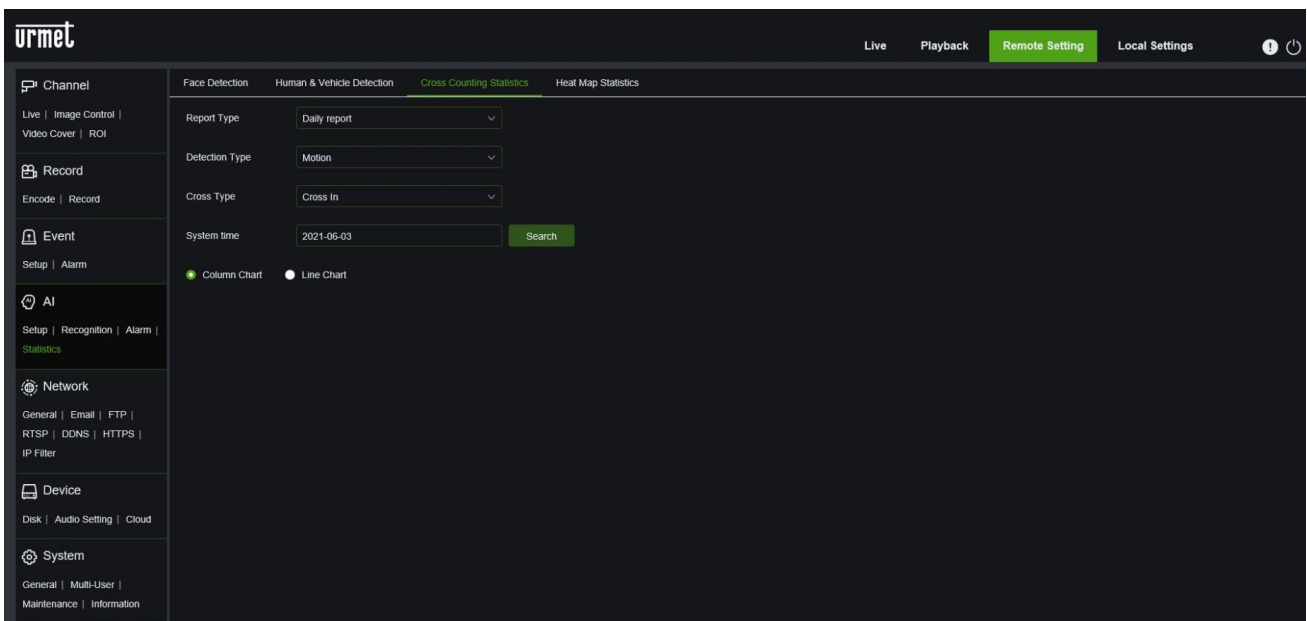 urmet
Live Playback Remote Setting Local Settings
Channel
Live | Image Control |
Video Cover | ROI
Record
Encode | Record
Event
Setup | Alarm
AI
Setup | Recognition | Alarm |
Statistics
Network
General | Email | FTP |
RTSP | DDNS | HTTPS |
IP Filter
Device
Disk | Audio Setting | Cloud
System
General | Multi-User |
Maintenance | Information
Face Detection Human & Vehicle Detection Cross Counting Statistics Heat Map Statistics
Report Type Daily report
Detection Type Motion
Cross Type Cross In
System time 2021-06-03 Search
Column Chart Line Chart